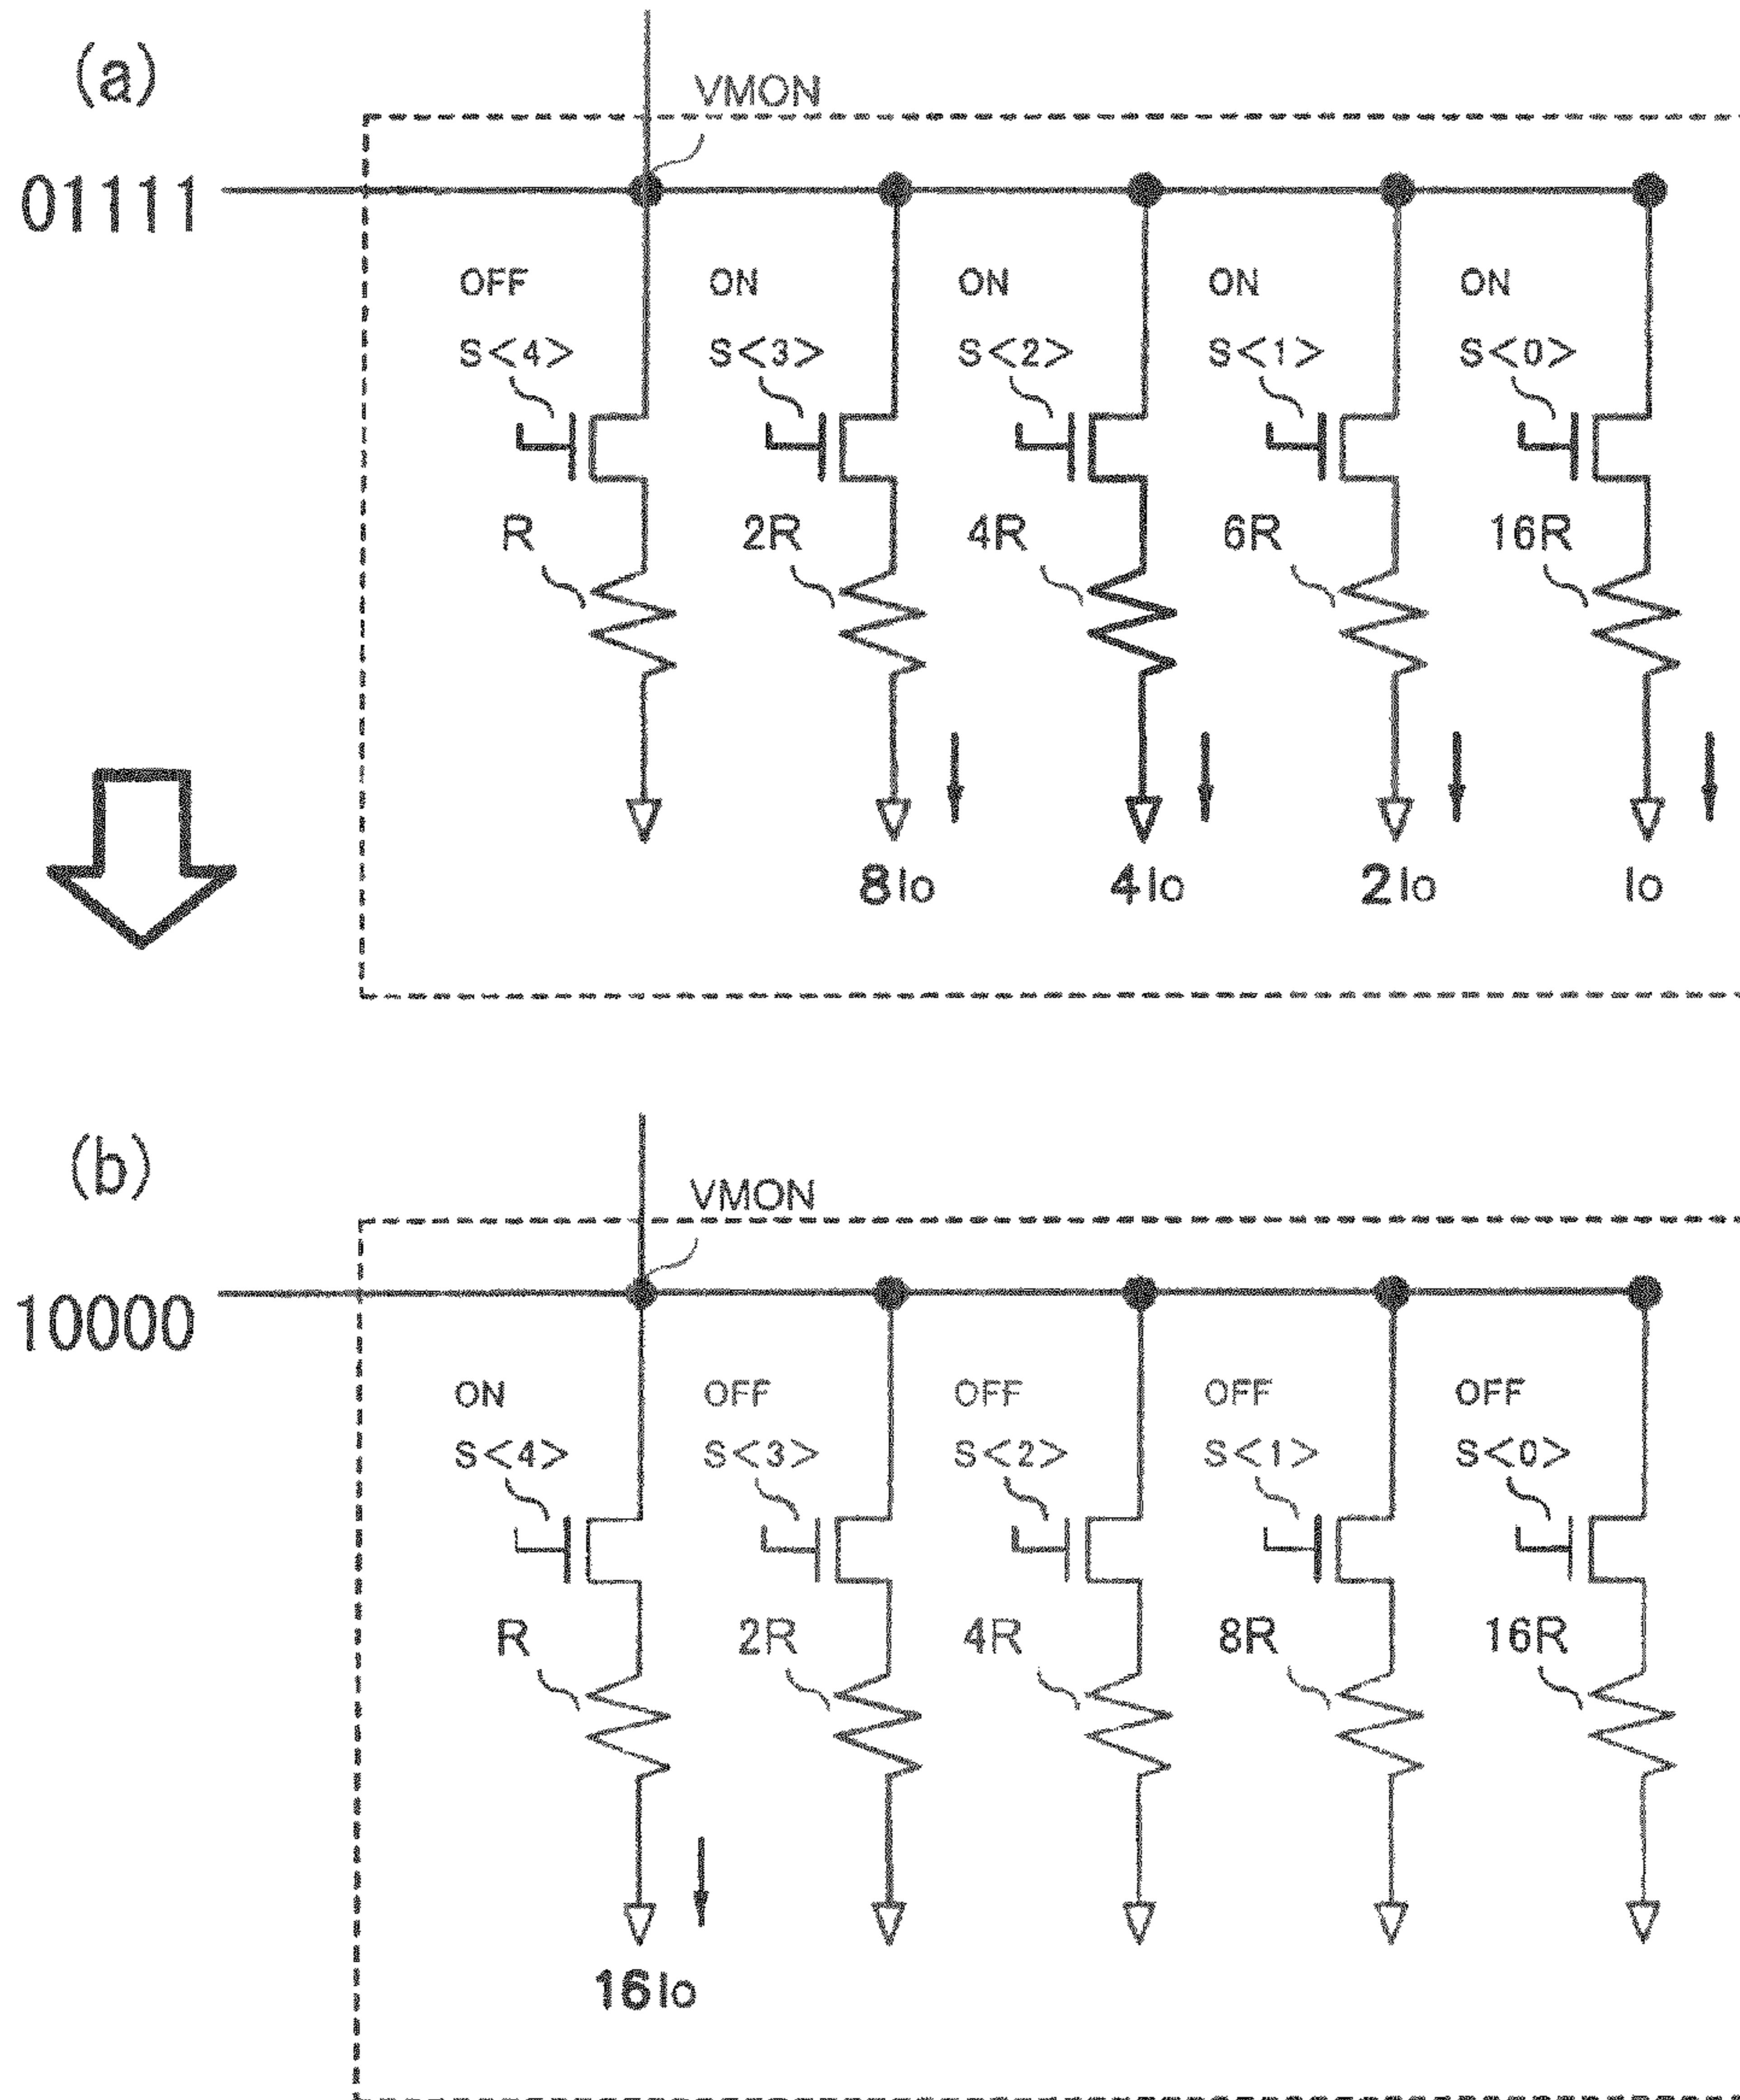 (a)
VMON
01111
OFF ON ON ON ON
S<4> S<3> S<2> S<1> S<0>
R 2R 4R 6R 16R
8Io 4Io 2Io Io
(b)
VMON
10000
ON OFF OFF OFF OFF
S<4> S<3> S<2> S<1> S<0>
R 2R 4R 8R 16R
16Io